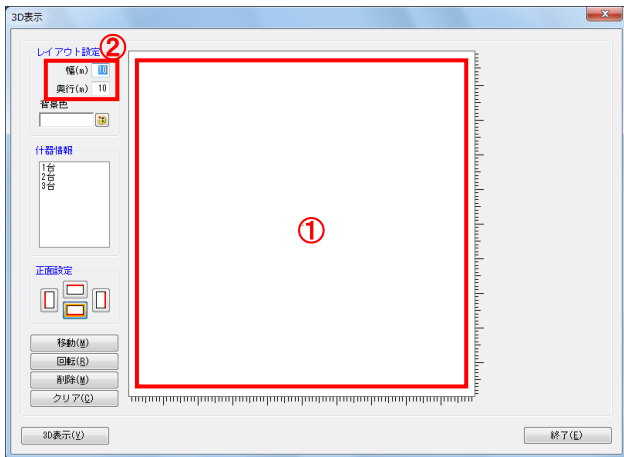 3D表示
レイアウト設定
②
幅(m) 10
奥行(m) 10
背景色
什器情報
1台
2台
3台
①
正面設定
移動(M)
回転(R)
削除(M)
クリア(C)
3D表示(Y)
終了(E)